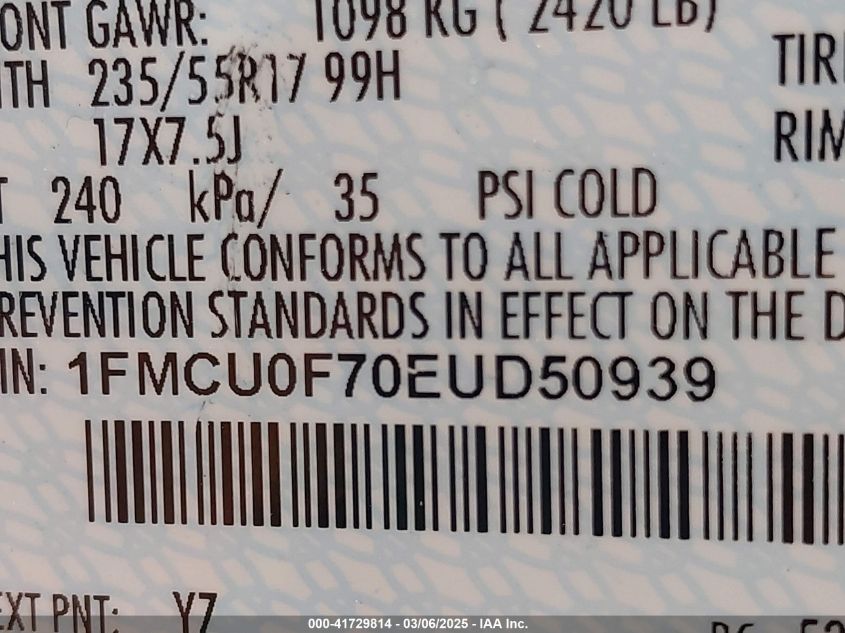 ONT GAWR: 1098 KG ( 2420 LB)
ITH 235/55R17 99H TIR
17X7.5J RIM
T 240 kPa/ 35 PSI COLD
HIS VEHICLE CONFORMS TO ALL APPLICABLE
REVENTION STANDARDS IN EFFECT ON THE D
IN: 1FMCU0F70EUD50939
EXT PNT: YZ
000-41729814 - 03/06/2025 - IAA Inc.